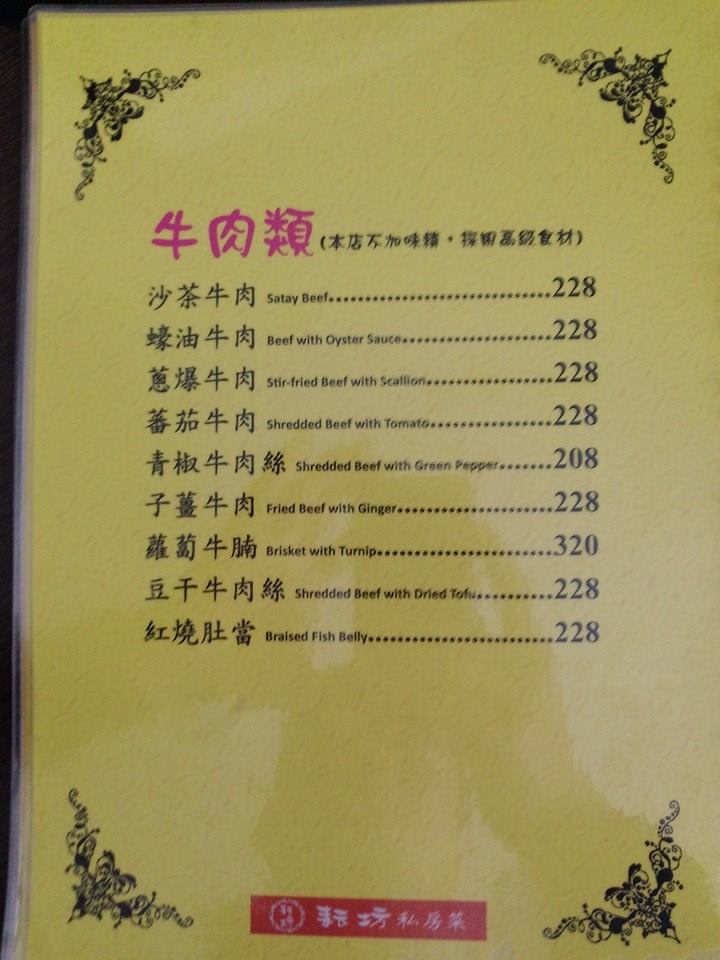 牛肉類(本店不加味精,採用高級食材)
沙茶牛肉 Satay Beef..............................228
蠔油牛肉 Beef with Oyster Sauce....................228
蔥爆牛肉 Stir-fried Beef with Scallion.................228
蕃茄牛肉 Shredded Beef with Tomato................228
青椒牛肉絲 Shredded Beef with Green Pepper.......208
子薑牛肉 Fried Beef with Ginger.....................228
蘿蔔牛腩 Brisket with Turnip........................320
豆干牛肉絲 Shredded Beef with Dried Tofu..........228
紅燒肚當 Braised Fish Belly.........................228
耘坊私房菜